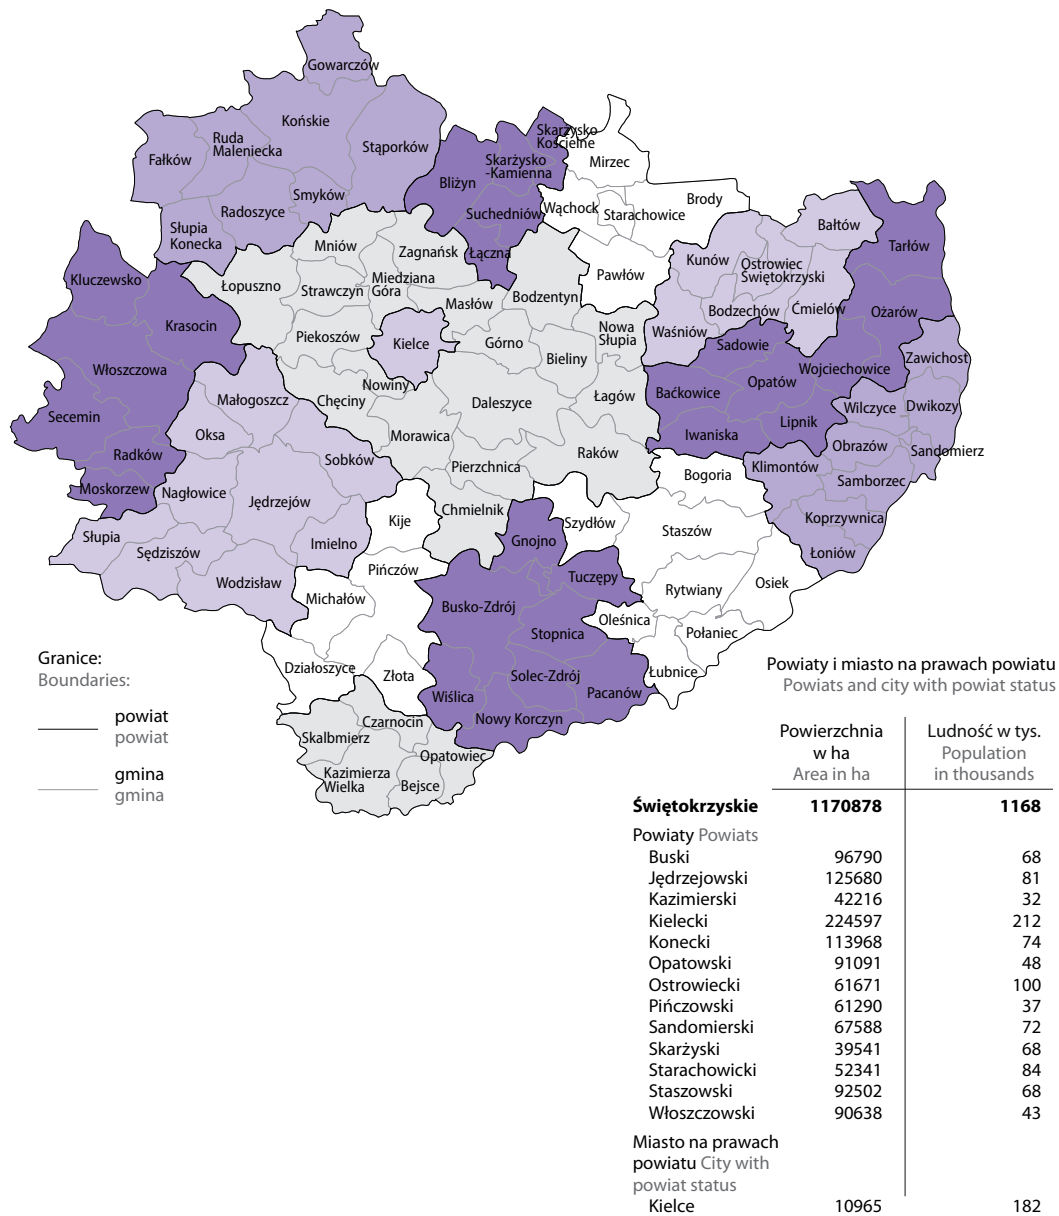 Gowarczów
Końskie
Ruda
Maleniecka
Stąporków
Fałków
Smyków
Radoszyce
Słupia
Konecka
Skarżysko
Kościelne
Skarżysko
-Kamienna
Bliżyn
Suchedniów
Łączna
Mirzec
Brody
Wąchock
Starachowice
Pawłów
Bałtów
Kunów
Ostrowiec
Świętokrzyski
Bodzechów
Ćmielów
Waśniów
Tarłów
Ożarów
Sadowie
Wojciechowice
Opatów
Baćkowice
Lipnik
Iwaniska
Zawichost
Dwikozy
Wilczyce
Obrazów
Sandomierz
Klimontów
Samborzec
Koprzywnica
Łoniów
Kluczewsko
Krasocin
Włoszczowa
Secemin
Radków
Moskorzew
Mniów
Zagnańsk
Łopuszno
Strawczyn
Miedziana
Góra
Masłów
Bodzentyn
Piekoszów
Kielce
Górno
Nowa
Słupia
Bieliny
Nowiny
Chęciny
Daleszyce
Łagów
Morawica
Pierzchnica
Raków
Chmielnik
Małogoszcz
Oksa
Sobków
Nagłowice
Jędrzejów
Słupia
Sędziszów
Imielno
Wodzisław
Kije
Pińczów
Michałów
Działoszyce
Złota
Bogoria
Szydłów
Staszów
Rytwiany
Osiek
Oleśnica
Połaniec
Łubnice
Gnojno
Tuczępy
Busko-Zdrój
Stopnica
Solec-Zdrój
Pacanów
Wiślica
Nowy Korczyn
Czarnocin
Skalbmierz
Opatowiec
Kazimierza
Wielka
Bejsce
Granice:
Boundaries:
powiat
powiat
gmina
gmina
Powiaty i miasto na prawach powiatu
Powiats and city with powiat status
Powierzchnia
w ha
Area in ha
Ludność w tys.
Population
in thousands
Świętokrzyskie 1170878 1168
Powiaty Powiats
Buski 96790 68
Jędrzejowski 125680 81
Kazimierski 42216 32
Kielecki 224597 212
Konecki 113968 74
Opatowski 91091 48
Ostrowiecki 61671 100
Pińczowski 61290 37
Sandomierski 67588 72
Skarżyski 39541 68
Starachowicki 52341 84
Staszowski 92502 68
Włoszczowski 90638 43
Miasto na prawach
powiatu City with
powiat status
Kielce 10965 182